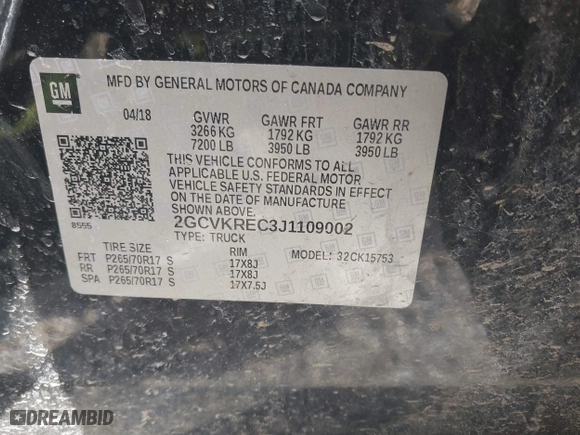 GM
MFD BY GENERAL MOTORS OF CANADA COMPANY
04/18 GVWR GAWR FRT GAWR RR
3266 KG 1792 KG 1792 KG
7200 LB 3950 LB 3950 LB
THIS VEHICLE CONFORMS TO ALL
APPLICABLE U.S. FEDERAL MOTOR
VEHICLE SAFETY STANDARDS IN EFFECT
ON THE DATE OF MANUFACTURE
SHOWN ABOVE.
8555
2GCVKREC3J1109002
TYPE: TRUCK
MODEL: 32CK15753
TIRE SIZE RIM
FRT P265/70R17 S 17X8J
RR P265/70R17 S 17X8J
SPA P265/70R17 S 17X7.5J
DREAMBID